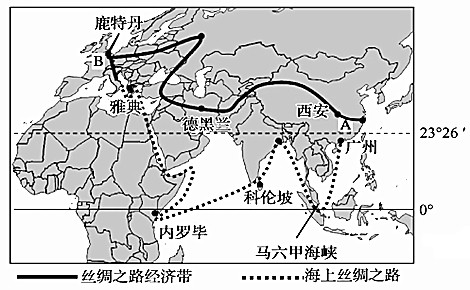 鹿特丹
B
雅典
德黑兰
西安
A
23°26′
广州
科伦坡
0°
内罗毕
马六甲海峡
丝绸之路经济带
海上丝绸之路